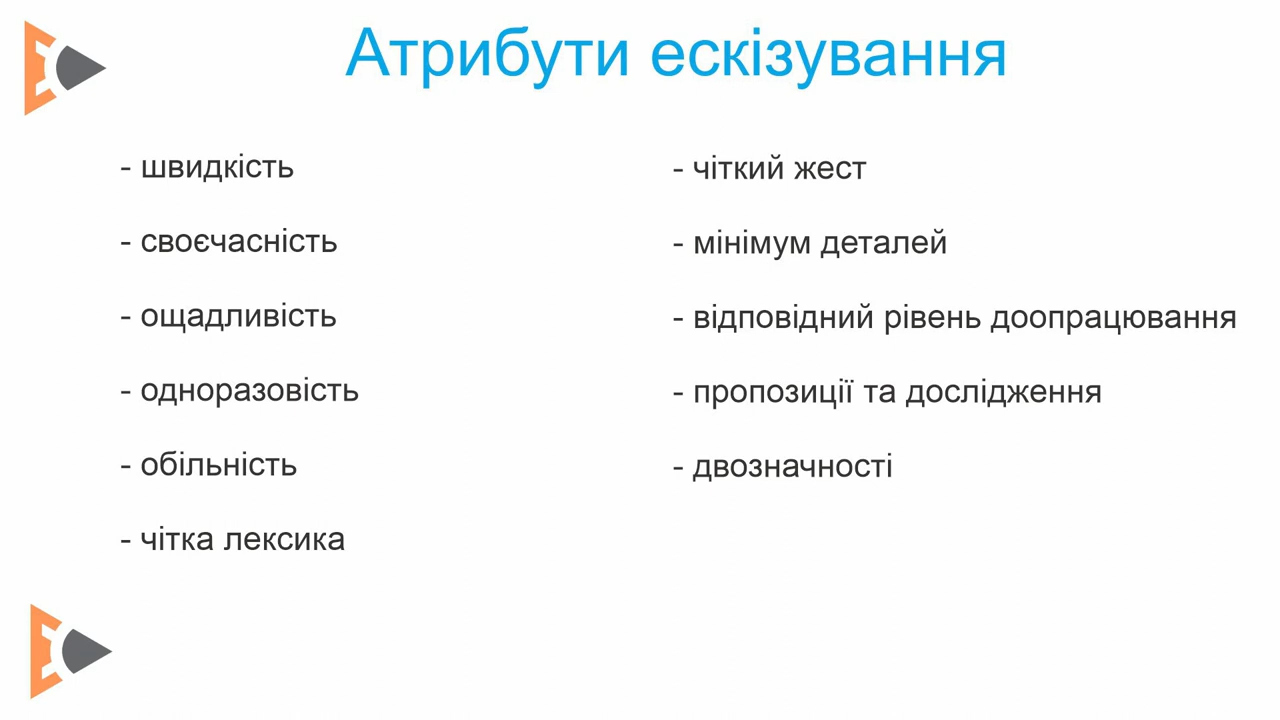 Атрибути ескізування
- швидкість
- своєчасність
- ощадливість
- одноразовість
- обільність
- чітка лексика
- чіткий жест
- мінімум деталей
- відповідний рівень доопрацювання
- пропозиції та дослідження
- двозначності